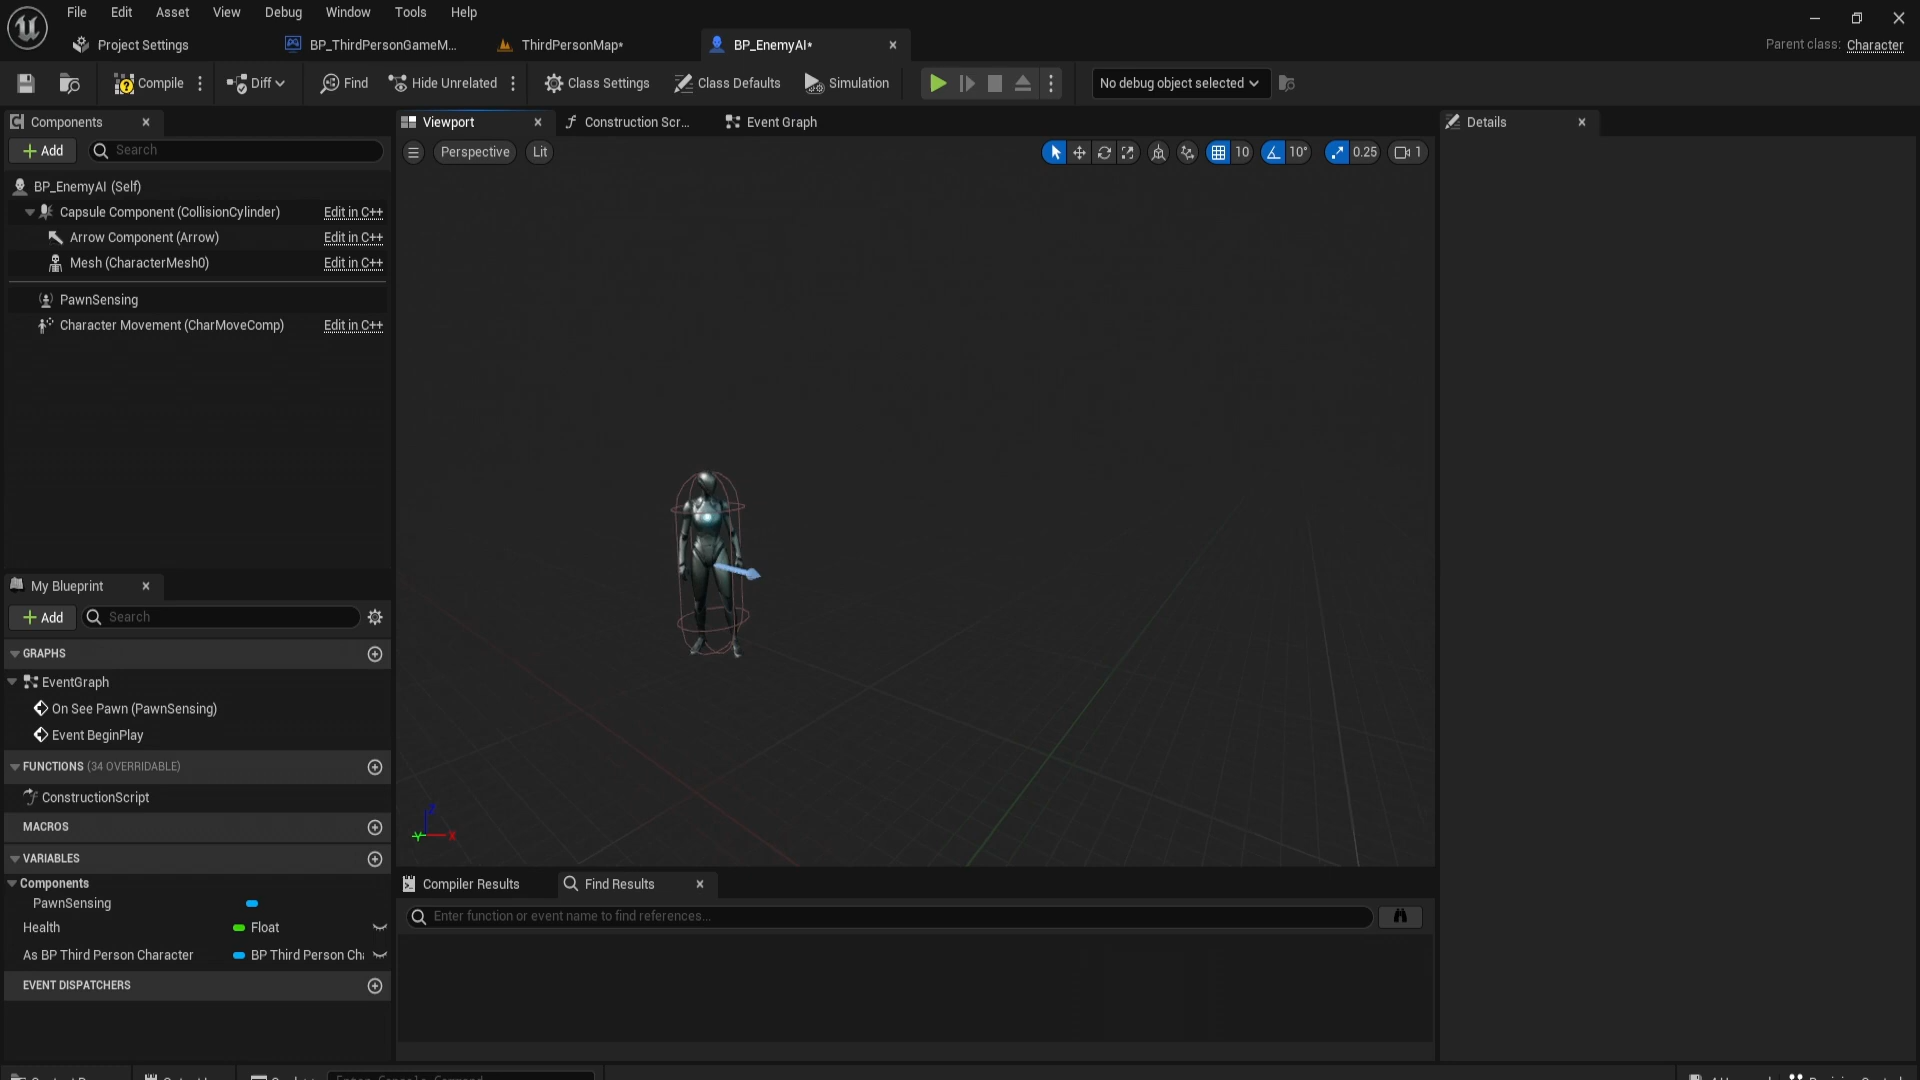 File Edit Asset View Debug Window Tools Help
Project Settings BP_ThirdPersonGameM... ThirdPersonMap* BP_EnemyAI* Parent class: Character
Compile Diff Find Hide Unrelated Class Settings Class Defaults Simulation No debug object selected
Components Viewport Construction Scr... Event Graph Details
Add Search Perspective Lit 10 10° 0.25 1
BP_EnemyAI (Self)
Capsule Component (CollisionCylinder) Edit in C++
Arrow Component (Arrow) Edit in C++
Mesh (CharacterMesh0) Edit in C++
PawnSensing
Character Movement (CharMoveComp) Edit in C++
My Blueprint
Add Search
GRAPHS
EventGraph
On See Pawn (PawnSensing)
Event BeginPlay
FUNCTIONS (34 OVERRIDABLE)
ConstructionScript
MACROS
VARIABLES
Components
PawnSensing
Health Float
As BP Third Person Character BP Third Person Cha
EVENT DISPATCHERS
Z
Y X
Compiler Results Find Results
Enter function or event name to find references...
Enter Console Command